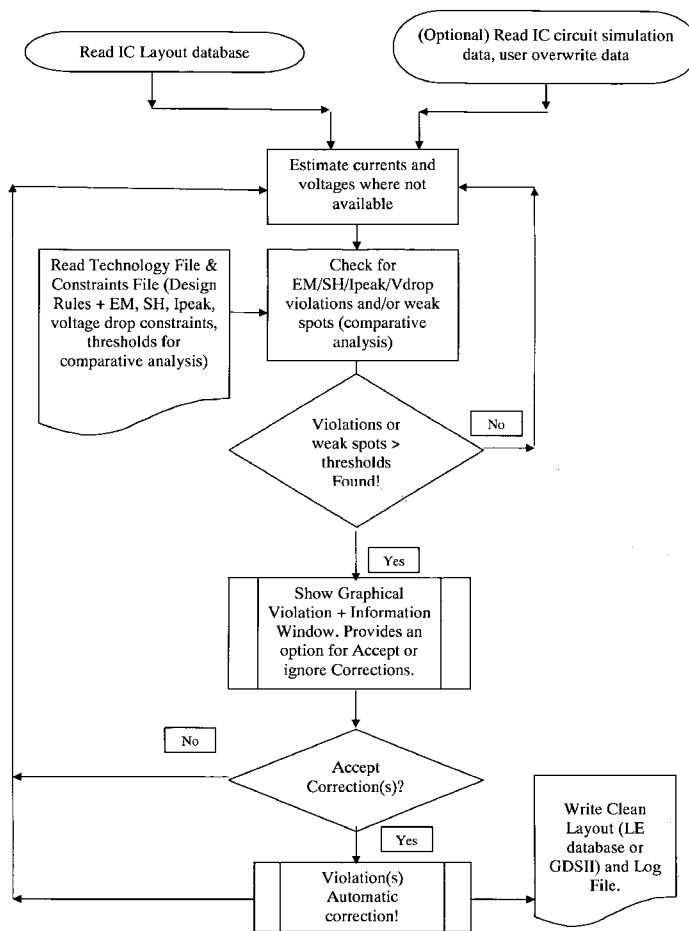 Read IC Layout database
(Optional) Read IC circuit simulation
data, user overwrite data
Estimate currents and
voltages where not
available
Read Technology File &
Constraints File (Design
Rules + EM, SH, Ipeak,
voltage drop constraints,
thresholds for
comparative analysis)
Check for
EM/SH/Ipeak/Vdrop
violations and/or weak
spots (comparative
analysis)
Violations or
weak spots >
thresholds
Found!
No
Yes
Show Graphical
Violation + Information
Window. Provides an
option for Accept or
ignore Corrections.
No
Accept
Correction(s)?
Yes
Violation(s)
Automatic
correction!
Write Clean
Layout (LE
database or
GDSII) and Log
File.